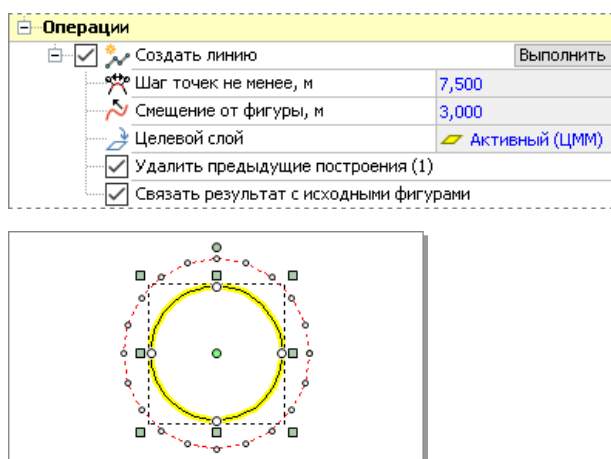 Операции
Создать линию Выполнить
Шаг точек не менее, м 7,500
Смещение от фигуры, м 3,000
Целевой слой Активный (ЦММ)
Удалить предыдущие построения (1)
Связать результат с исходными фигурами